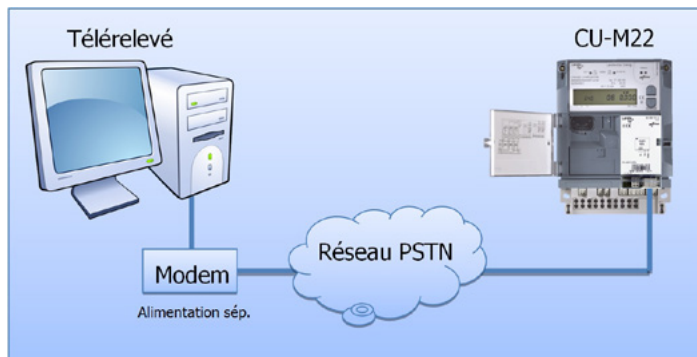 Télérelevé
CU-M22
Modem
Réseau PSTN
Alimentation sép.